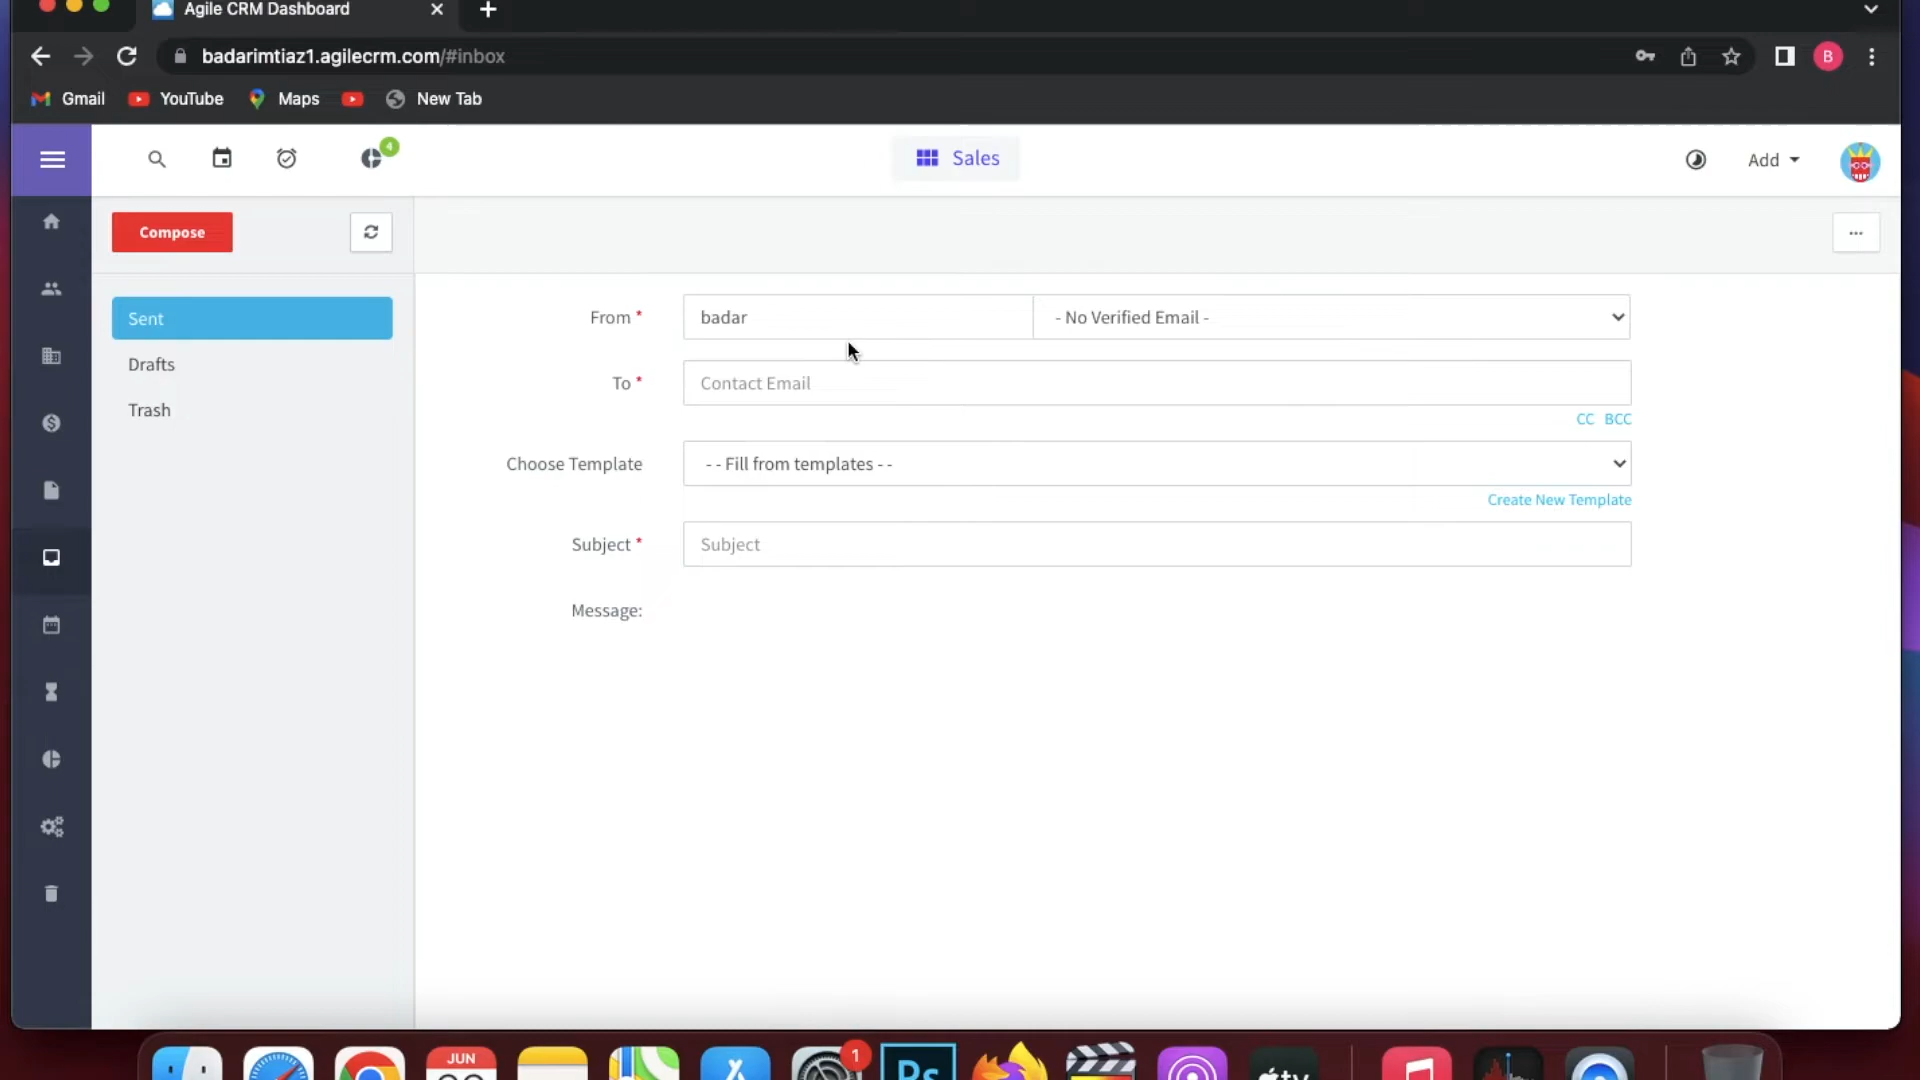 Agile CRM Dashboard
badarimtiaz1.agilecrm.com/#inbox
B
Gmail YouTube Maps New Tab
4
Sales
Add
Compose
...
Sent
Drafts
Trash
From * badar - No Verified Email -
To * Contact Email
CC BCC
Choose Template - - Fill from templates - -
Create New Template
Subject * Subject
Message:
JUN
1
Ps
tv